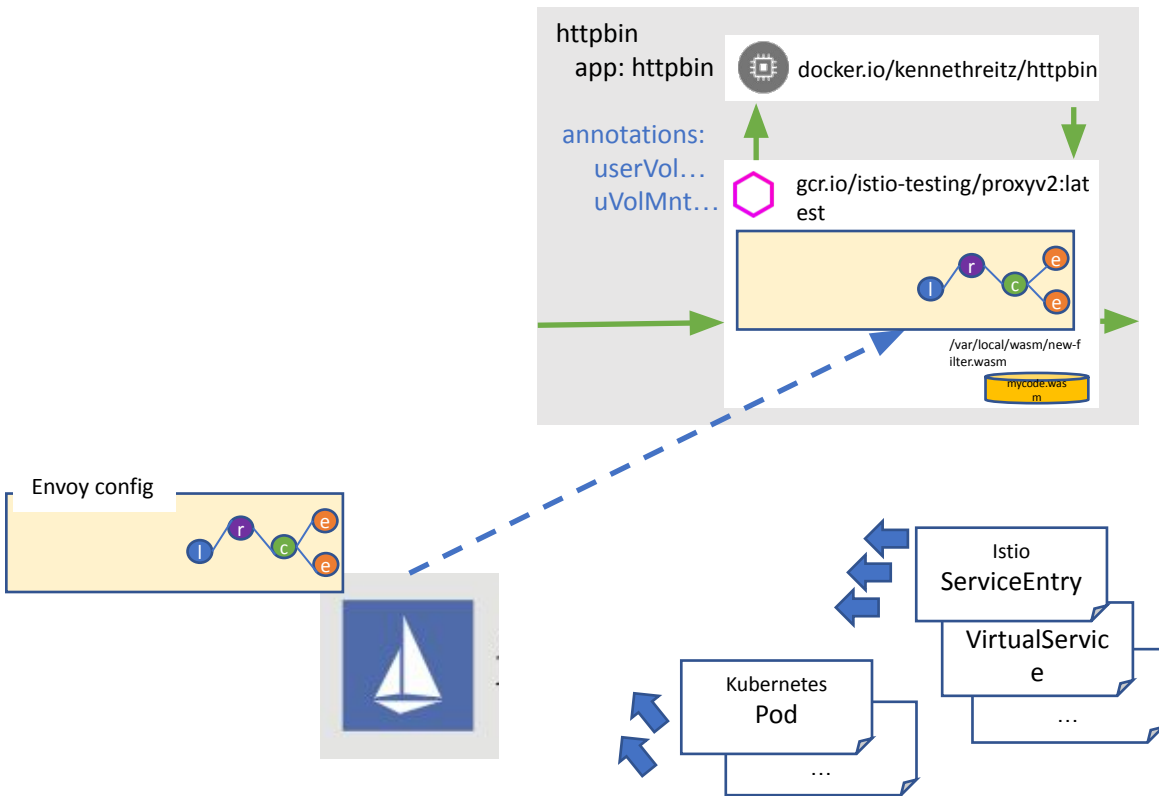 httpbin
app: httpbin
docker.io/kennethreitz/httpbin
annotations:
userVol…
uVolMnt…
gcr.io/istio-testing/proxyv2:lat
est
l
r
c
e
e
/var/local/wasm/new-f
ilter.wasm
mycode.was
m
Envoy config
l
r
c
e
e
Istio
ServiceEntry
VirtualServic
e
…
Kubernetes
Pod
…